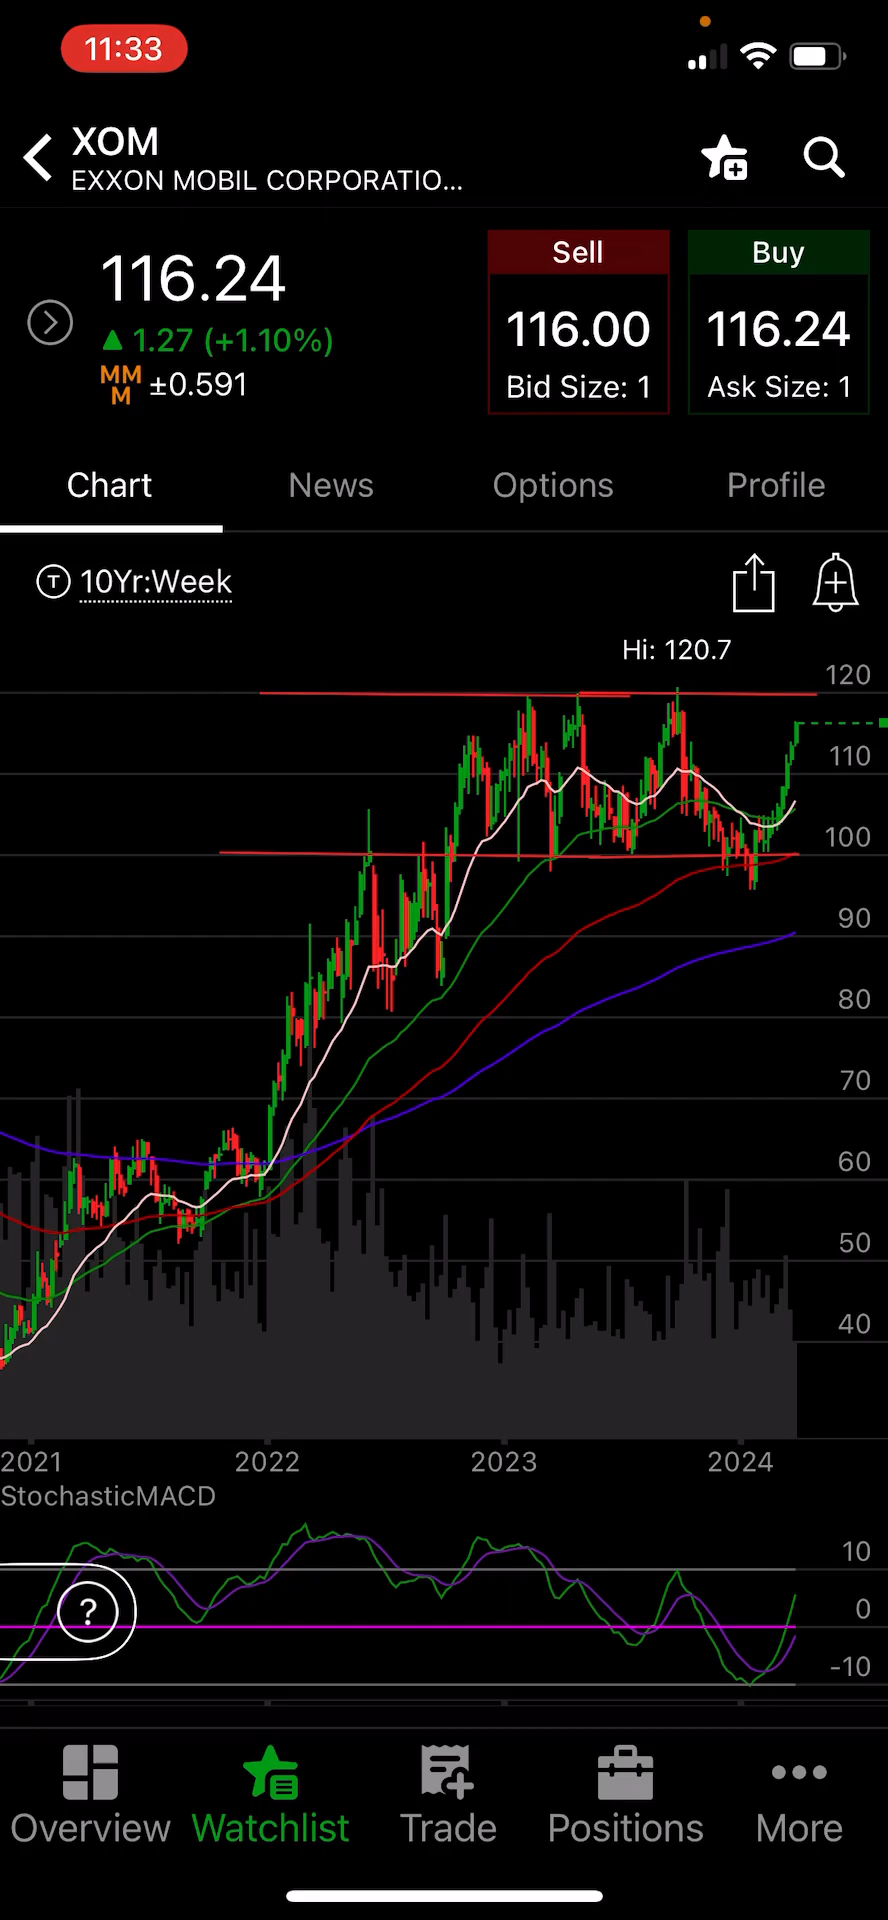 11:33
XOM
EXXON MOBIL CORPORATIO...
116.24
1.27 (+1.10%)
MM
M
±0.591
Sell
116.00
Bid Size: 1
Buy
116.24
Ask Size: 1
Chart
News
Options
Profile
T
10Yr:Week
Hi: 120.7
120
110
100
90
80
70
60
50
40
2021
2022
2023
2024
StochasticMACD
10
0
-10
?
Overview
Watchlist
Trade
Positions
More